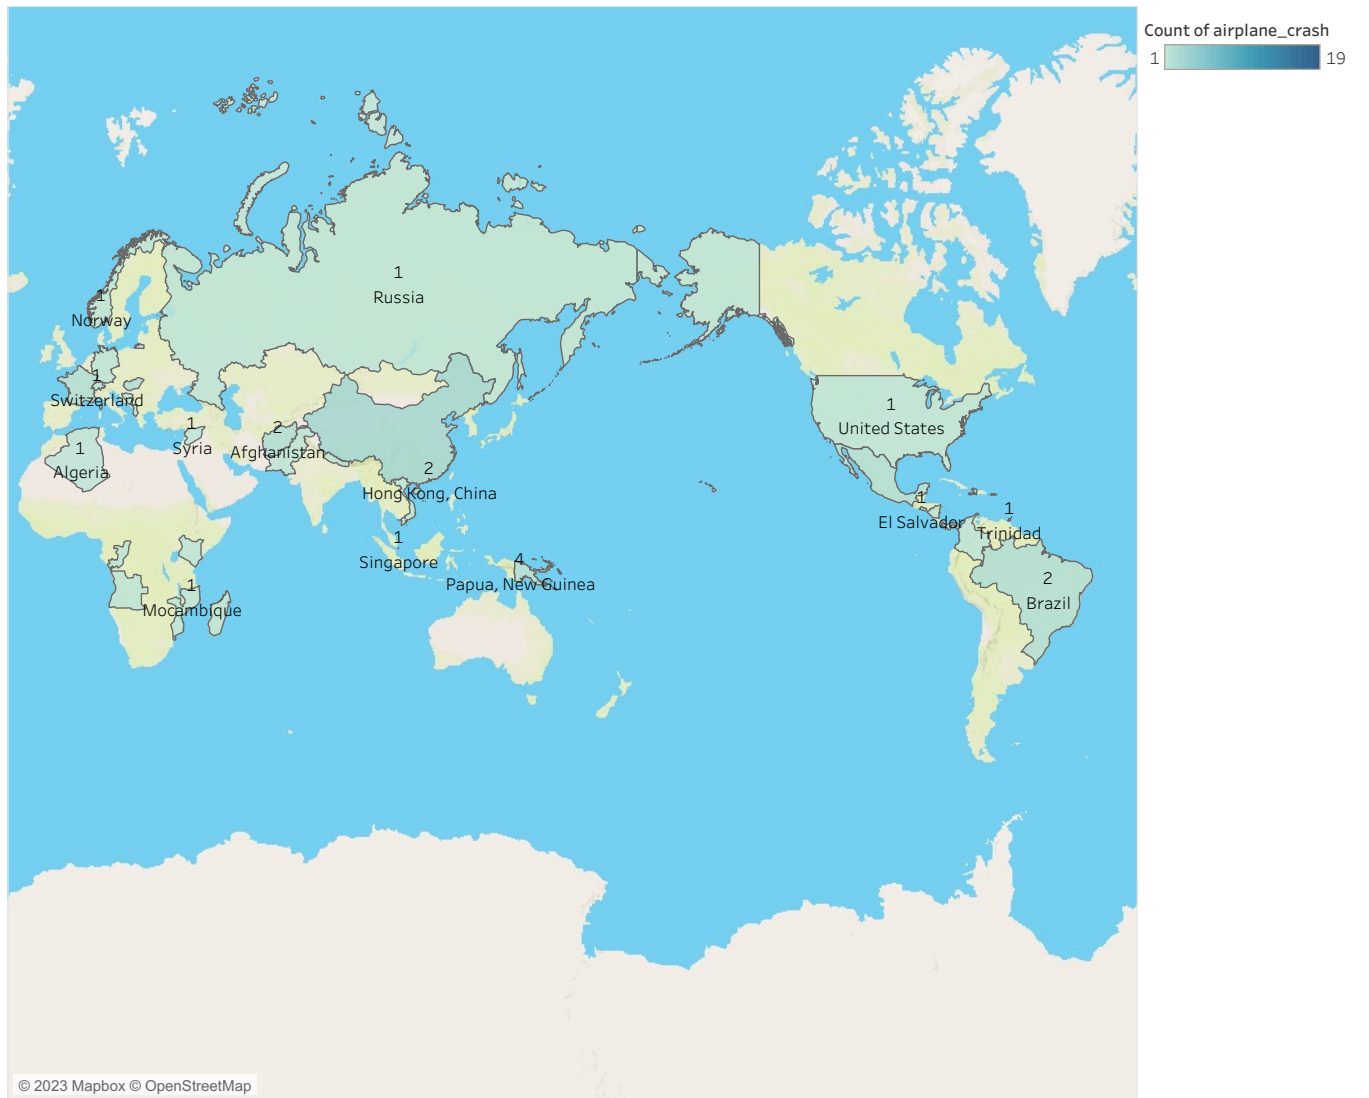 Count of airplane_crash
1 19
1
Russia
1
Norway
1
Switzerland
1
Syria
2
Afghanistan
1
Algeria
2
Hong Kong, China
1
Singapore
4
Papua, New Guinea
1
Mocambique
1
United States
1
El Salvador
1
Trinidad
2
Brazil
© 2023 Mapbox © OpenStreetMap